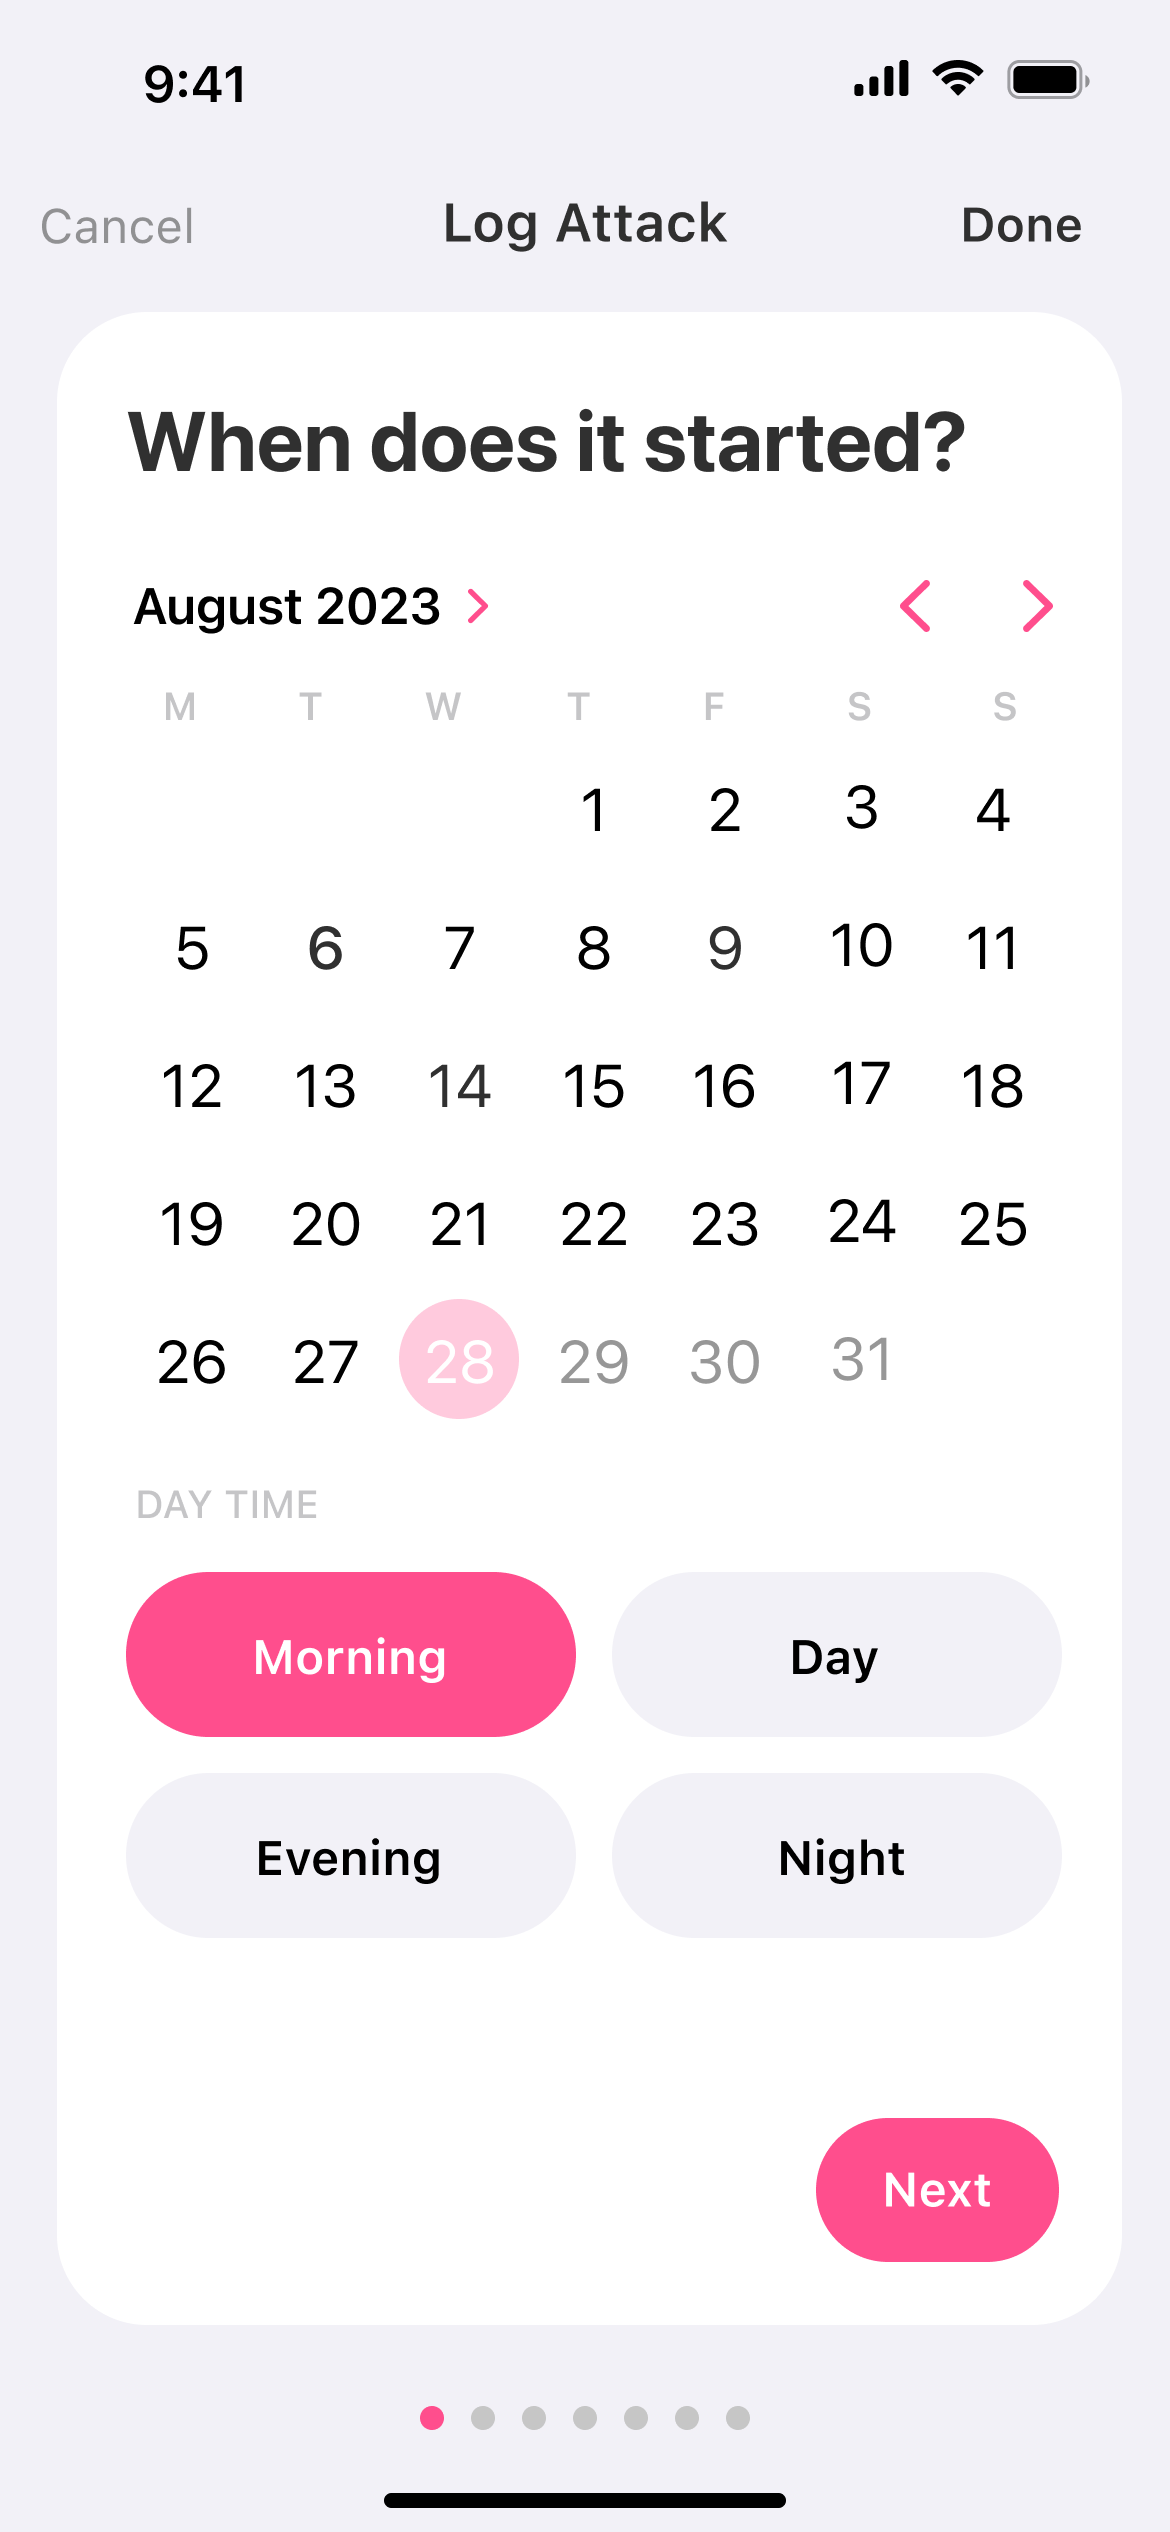 9:41
Cancel Log Attack Done
When does it started?
August 2023
M T W T F S S
1 2 3 4
5 6 7 8 9 10 11
12 13 14 15 16 17 18
19 20 21 22 23 24 25
26 27 28 29 30 31
DAY TIME
Morning Day
Evening Night
Next